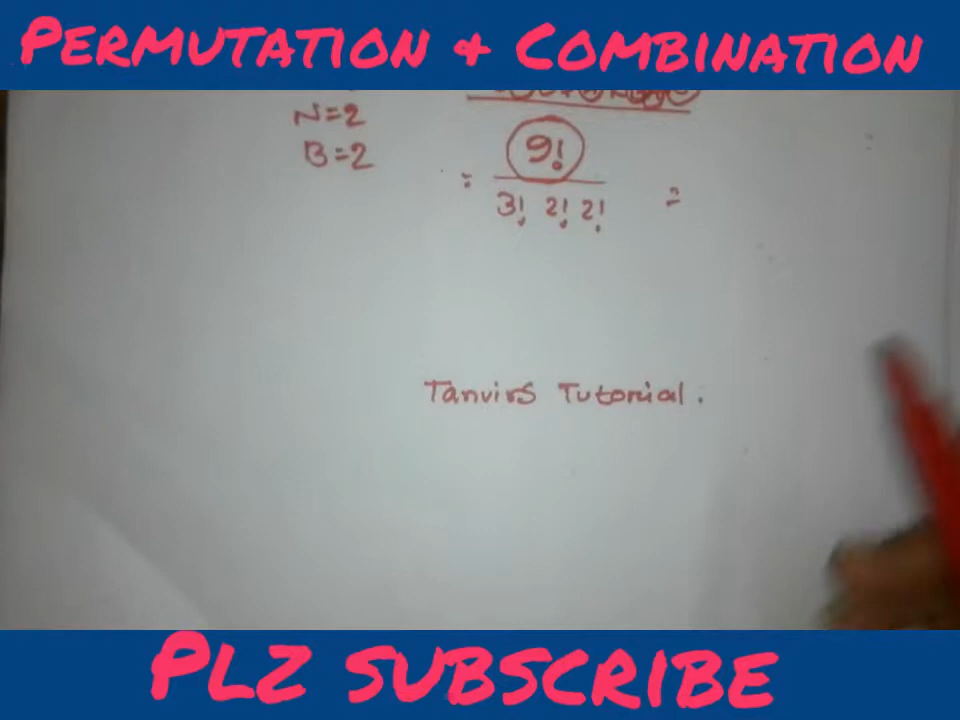 PERMUTATION & COMBINATION
N=2
B=2
= 9! / 3! 2! 2! =
Tanvirs Tutorial.
PLZ SUBSCRIBE